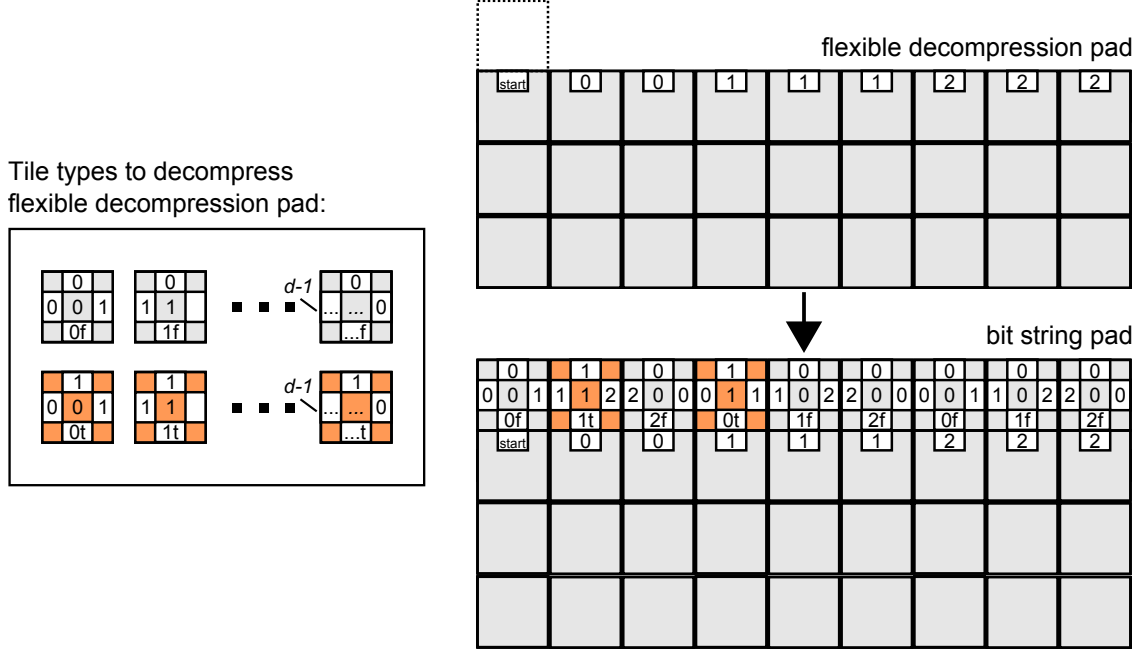 flexible decompression pad
start 0 0 1 1 1 2 2 2
Tile types to decompress
flexible decompression pad:
0 0 0
d-1
0 0 1 1 1 ... ... 0
0f 1f ...f
1 1 1
d-1
0 0 1 1 1 ... ... 0
0t 1t ...t
bit string pad
0 1 0 1 0 0 0 0 0
0 0 1 1 1 2 2 0 0 0 1 1 1 0 2 2 0 0 0 0 1 1 0 2 2 0 0
0f 1t 2f 0t 1f 2f 0f 1f 2f
start 0 0 1 1 1 2 2 2